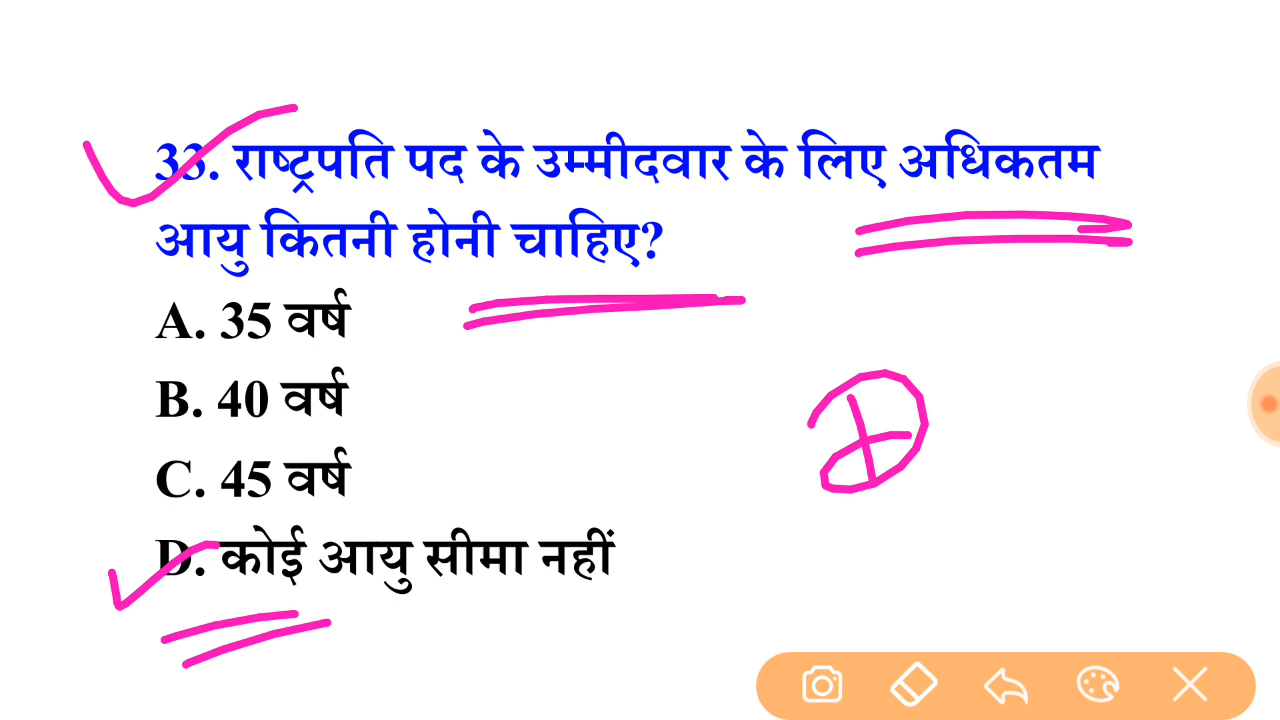 33. राष्ट्रपति पद के उम्मीदवार के लिए अधिकतम
आयु कितनी होनी चाहिए?
A. 35 वर्ष
B. 40 वर्ष
C. 45 वर्ष
D. कोई आयु सीमा नहीं